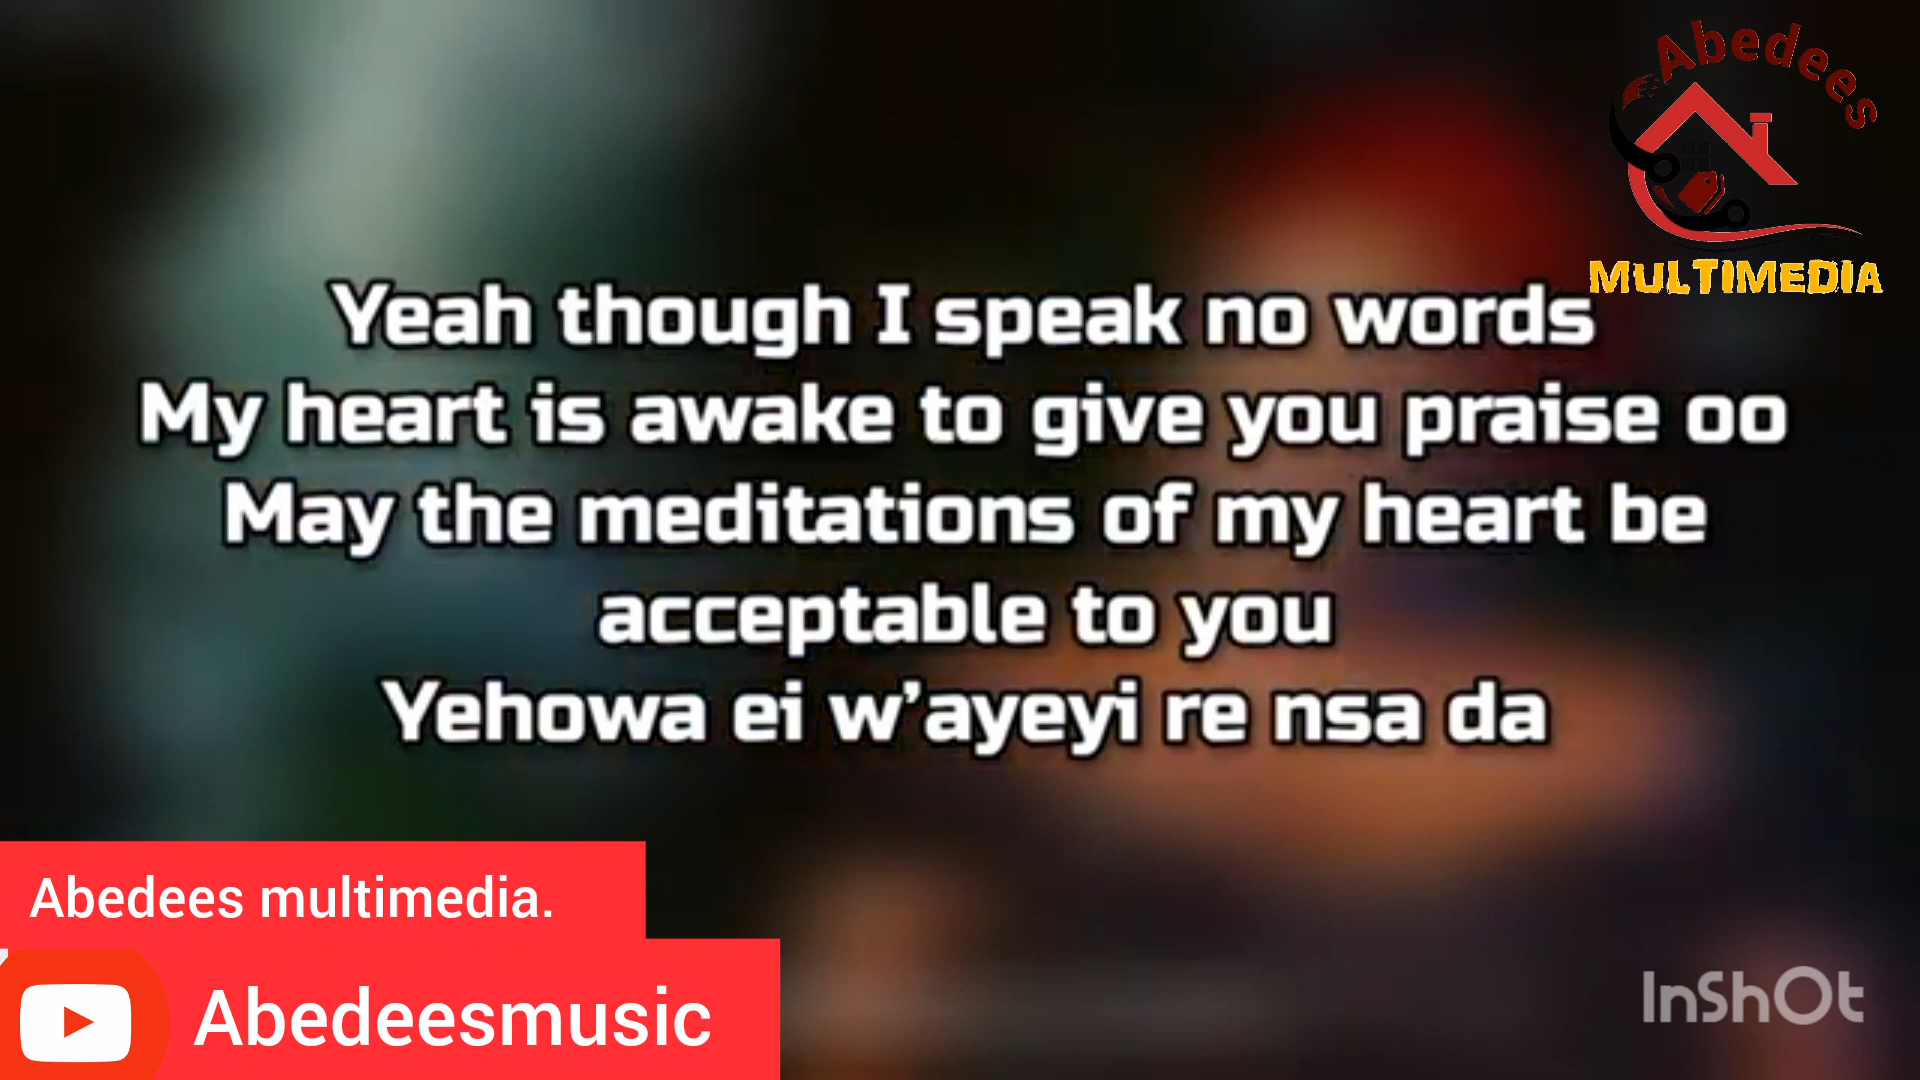 Abedees
MULTIMEDIA
Yeah though I speak no words
My heart is awake to give you praise oo
May the meditations of my heart be
acceptable to you
Yehowa ei w’ayeyi re nsa da
Abedees multimedia.
Abedeesmusic
InShOt